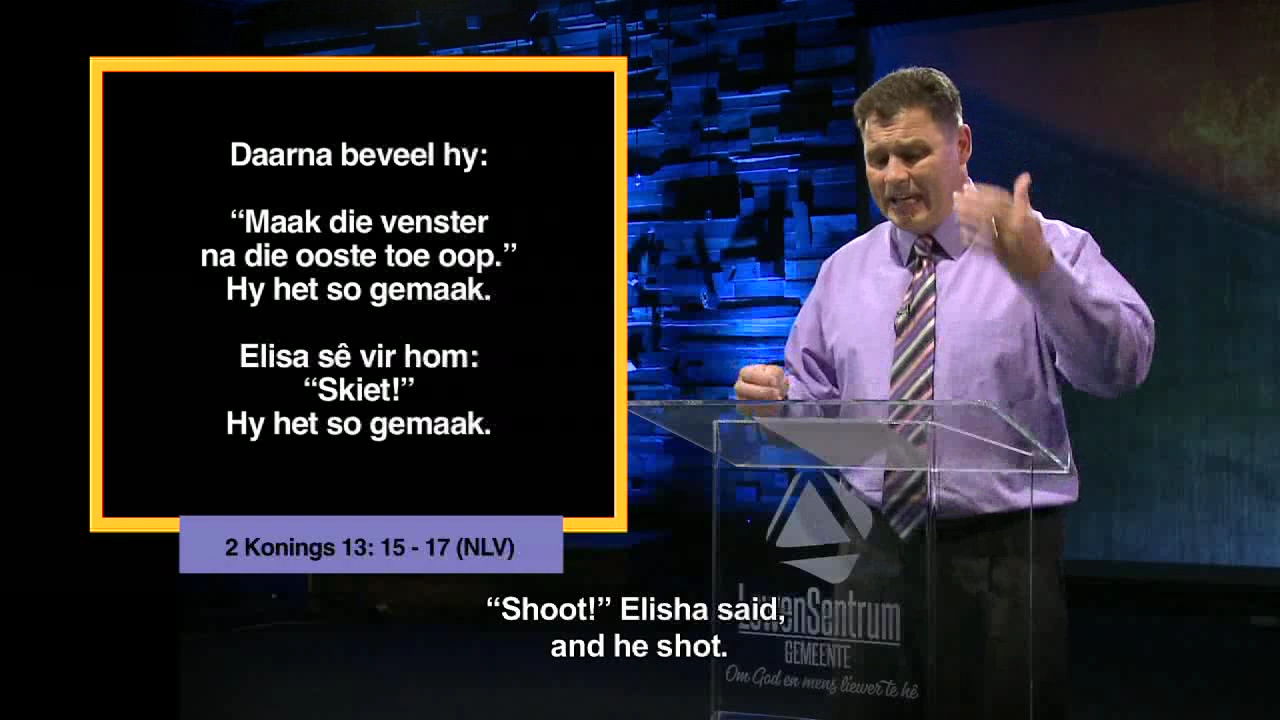 Daarna beveel hy:
“Maak die venster
na die ooste toe oop.”
Hy het so gemaak.
Elisa sê vir hom:
“Skiet!”
Hy het so gemaak.
2 Konings 13: 15 - 17 (NLV)
“Shoot!” Elisha said,
and he shot.
LewenSentrum
GEMEENTE
Om God en mens liewer te hê